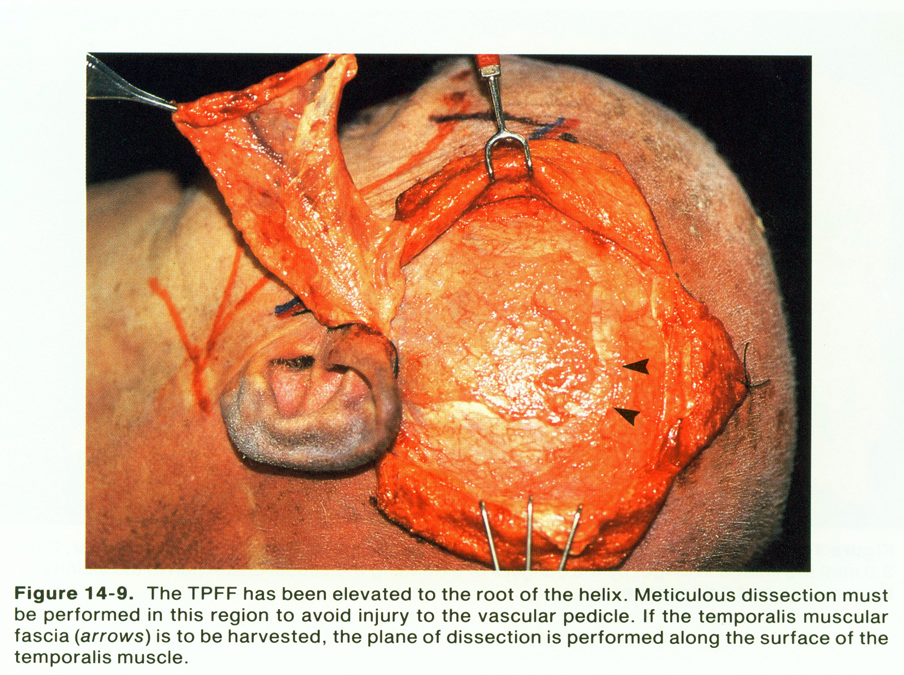 Figure 14-9. The TPFF has been elevated to the root of the helix. Meticulous dissection must
be performed in this region to avoid injury to the vascular pedicle. If the temporalis muscular
fascia (arrows) is to be harvested, the plane of dissection is performed along the surface of the
temporalis muscle.